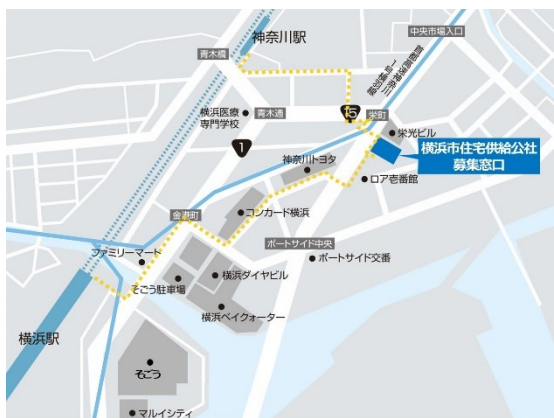 神奈川駅
中央市場入口
青木橋
首都高速神奈川
1号横羽線
横浜医療
専門学校
青木通
15
栄町
栄光ビル
1
横浜市住宅供給公社
募集窓口
神奈川トヨタ
ロア壱番館
金港町
コンカード横浜
ポートサイド中央
ファミリーマート
ポートサイド交番
横浜ダイヤビル
そごう駐車場
横浜ベイクォーター
横浜駅
そごう
マルイシティ